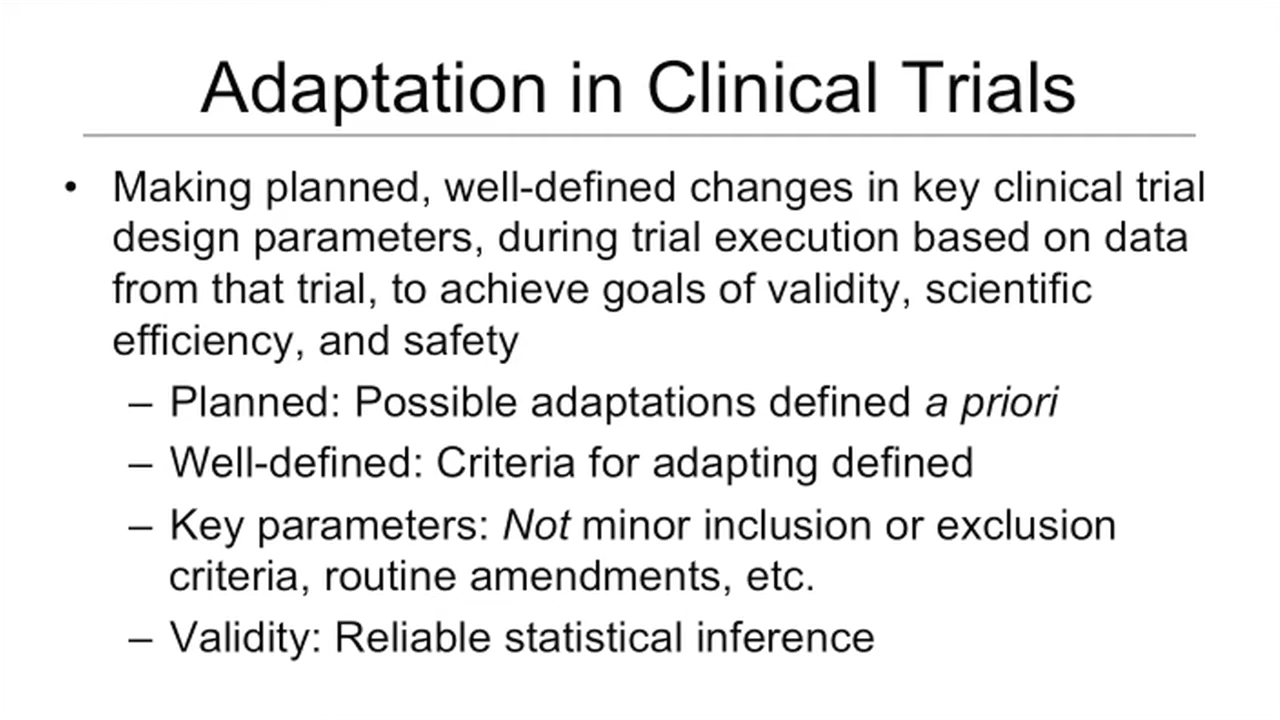 Adaptation in Clinical Trials
• Making planned, well-defined changes in key clinical trial
design parameters, during trial execution based on data
from that trial, to achieve goals of validity, scientific
efficiency, and safety
– Planned: Possible adaptations defined a priori
– Well-defined: Criteria for adapting defined
– Key parameters: Not minor inclusion or exclusion
criteria, routine amendments, etc.
– Validity: Reliable statistical inference